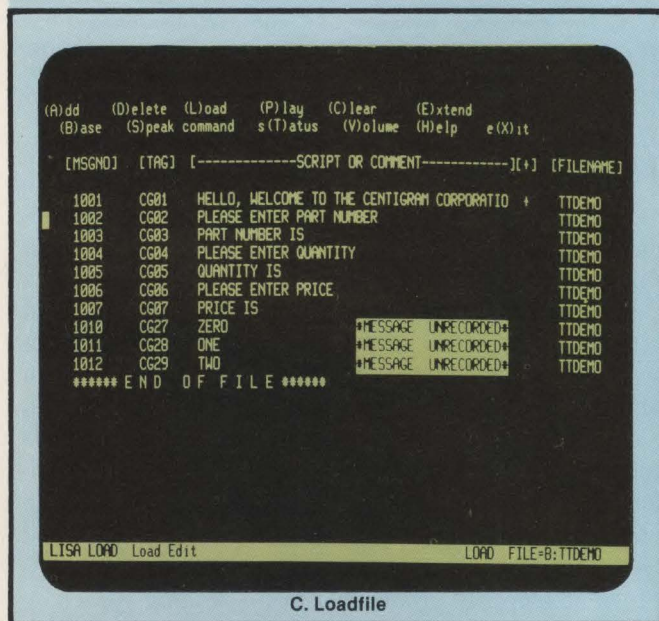 (A)dd (D)elete (L)oad (P)lay (C)lear (E)xtend
(B)ase (S)peak command s(T)atus (V)olume (H)elp e(X)it
[MSGNO] [TAG] [------------SCRIPT OR COMMENT------------][+] [FILENAME]
1001 CG01 HELLO, WELCOME TO THE CENTIGRAM CORPORATIO + TTDEMO
1002 CG02 PLEASE ENTER PART NUMBER TTDEMO
1003 CG03 PART NUMBER IS TTDEMO
1004 CG04 PLEASE ENTER QUANTITY TTDEMO
1005 CG05 QUANTITY IS TTDEMO
1006 CG06 PLEASE ENTER PRICE TTDEMO
1007 CG07 PRICE IS TTDEMO
1010 CG27 ZERO *MESSAGE UNRECORDED* TTDEMO
1011 CG28 ONE *MESSAGE UNRECORDED* TTDEMO
1012 CG29 TWO *MESSAGE UNRECORDED* TTDEMO
****** E N D O F F I L E ******
LISA LOAD Load Edit LOAD FILE=B:TTDEMO
C. Loadfile